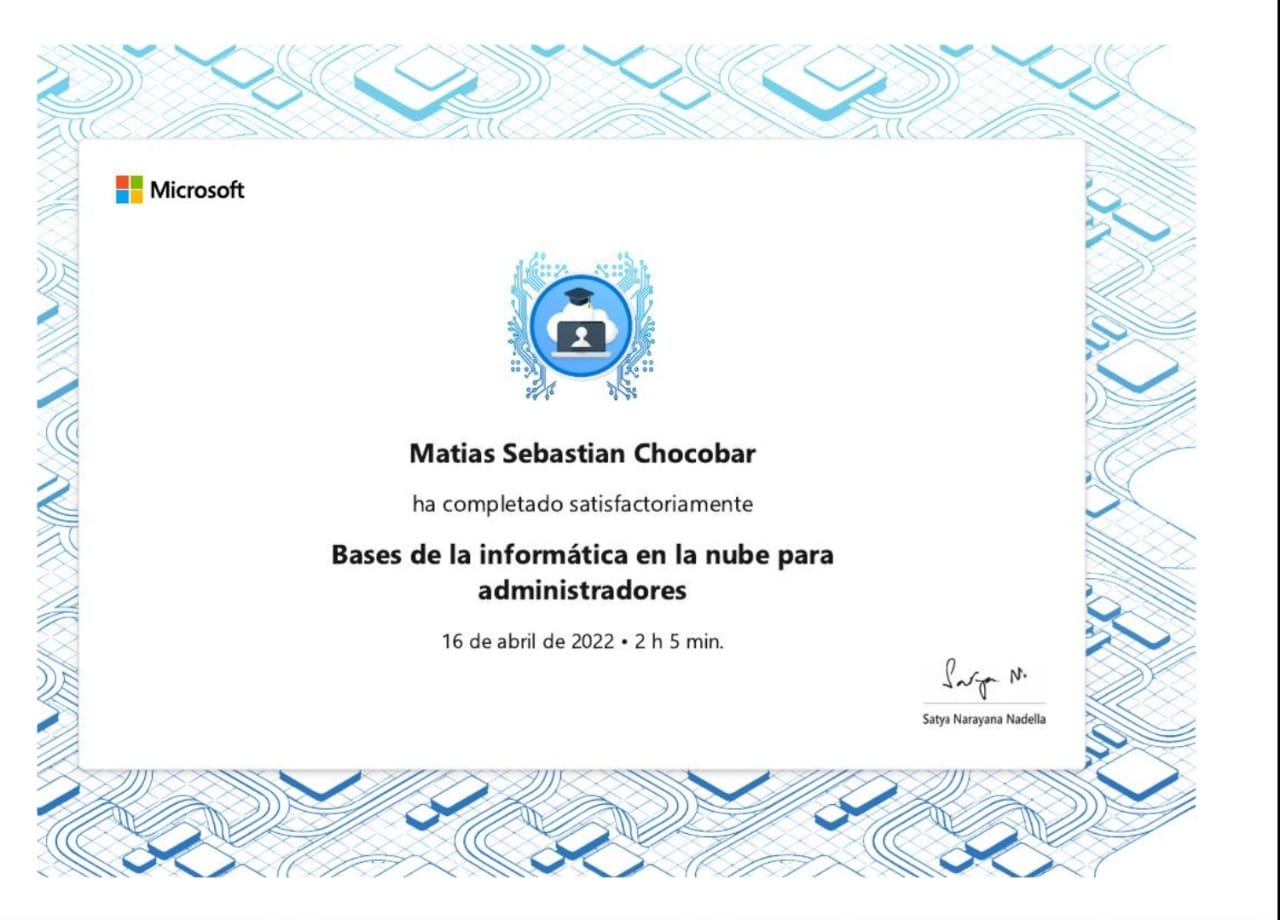 Microsoft
Matias Sebastian Chocobar
ha completado satisfactoriamente
Bases de la informática en la nube para
administradores
16 de abril de 2022 • 2 h 5 min.
Satya N.
Satya Narayana Nadella